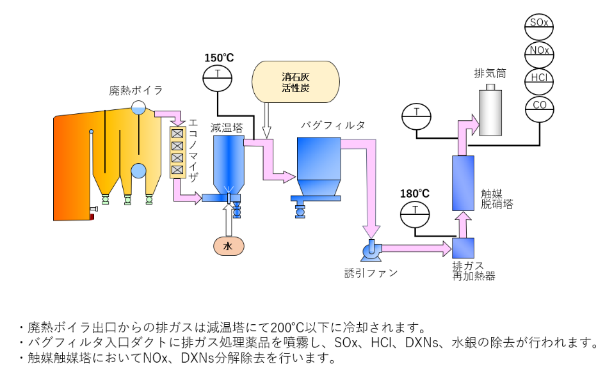 SOx
NOx
HCl
CO
150℃
T
消石灰
活性炭
排気筒
廃熱ボイラ
エコノマイザ
減温塔
バグフィルタ
T
180℃
T
触媒
脱硝塔
水
誘引ファン
排ガス
再加熱器
・廃熱ボイラ出口からの排ガスは減温塔にて200℃以下に冷却されます。
・バグフィルタ入口ダクトに排ガス処理薬品を噴霧し、SOx、HCl、DXNs、水銀の除去が行われます。
・触媒触媒塔においてNOx、DXNs分解除去を行います。